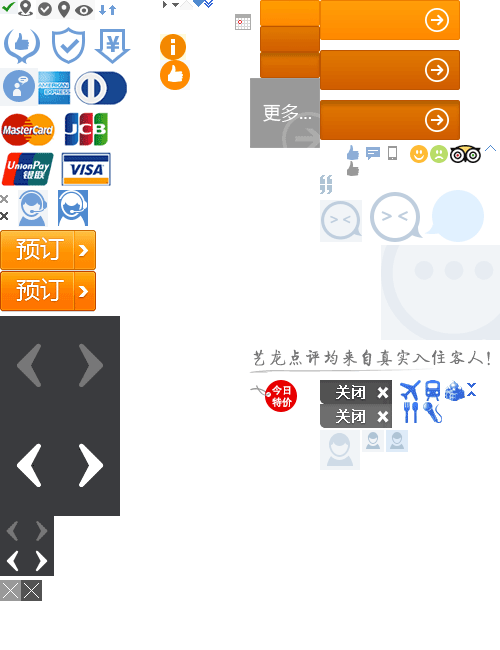 AMERICAN
EXPRESS
更多...
MasterCard
JCB
UnionPay
银联
VISA
预订
预订
艺龙点评均来自真实入住客人!
今日
特价
关闭
关闭